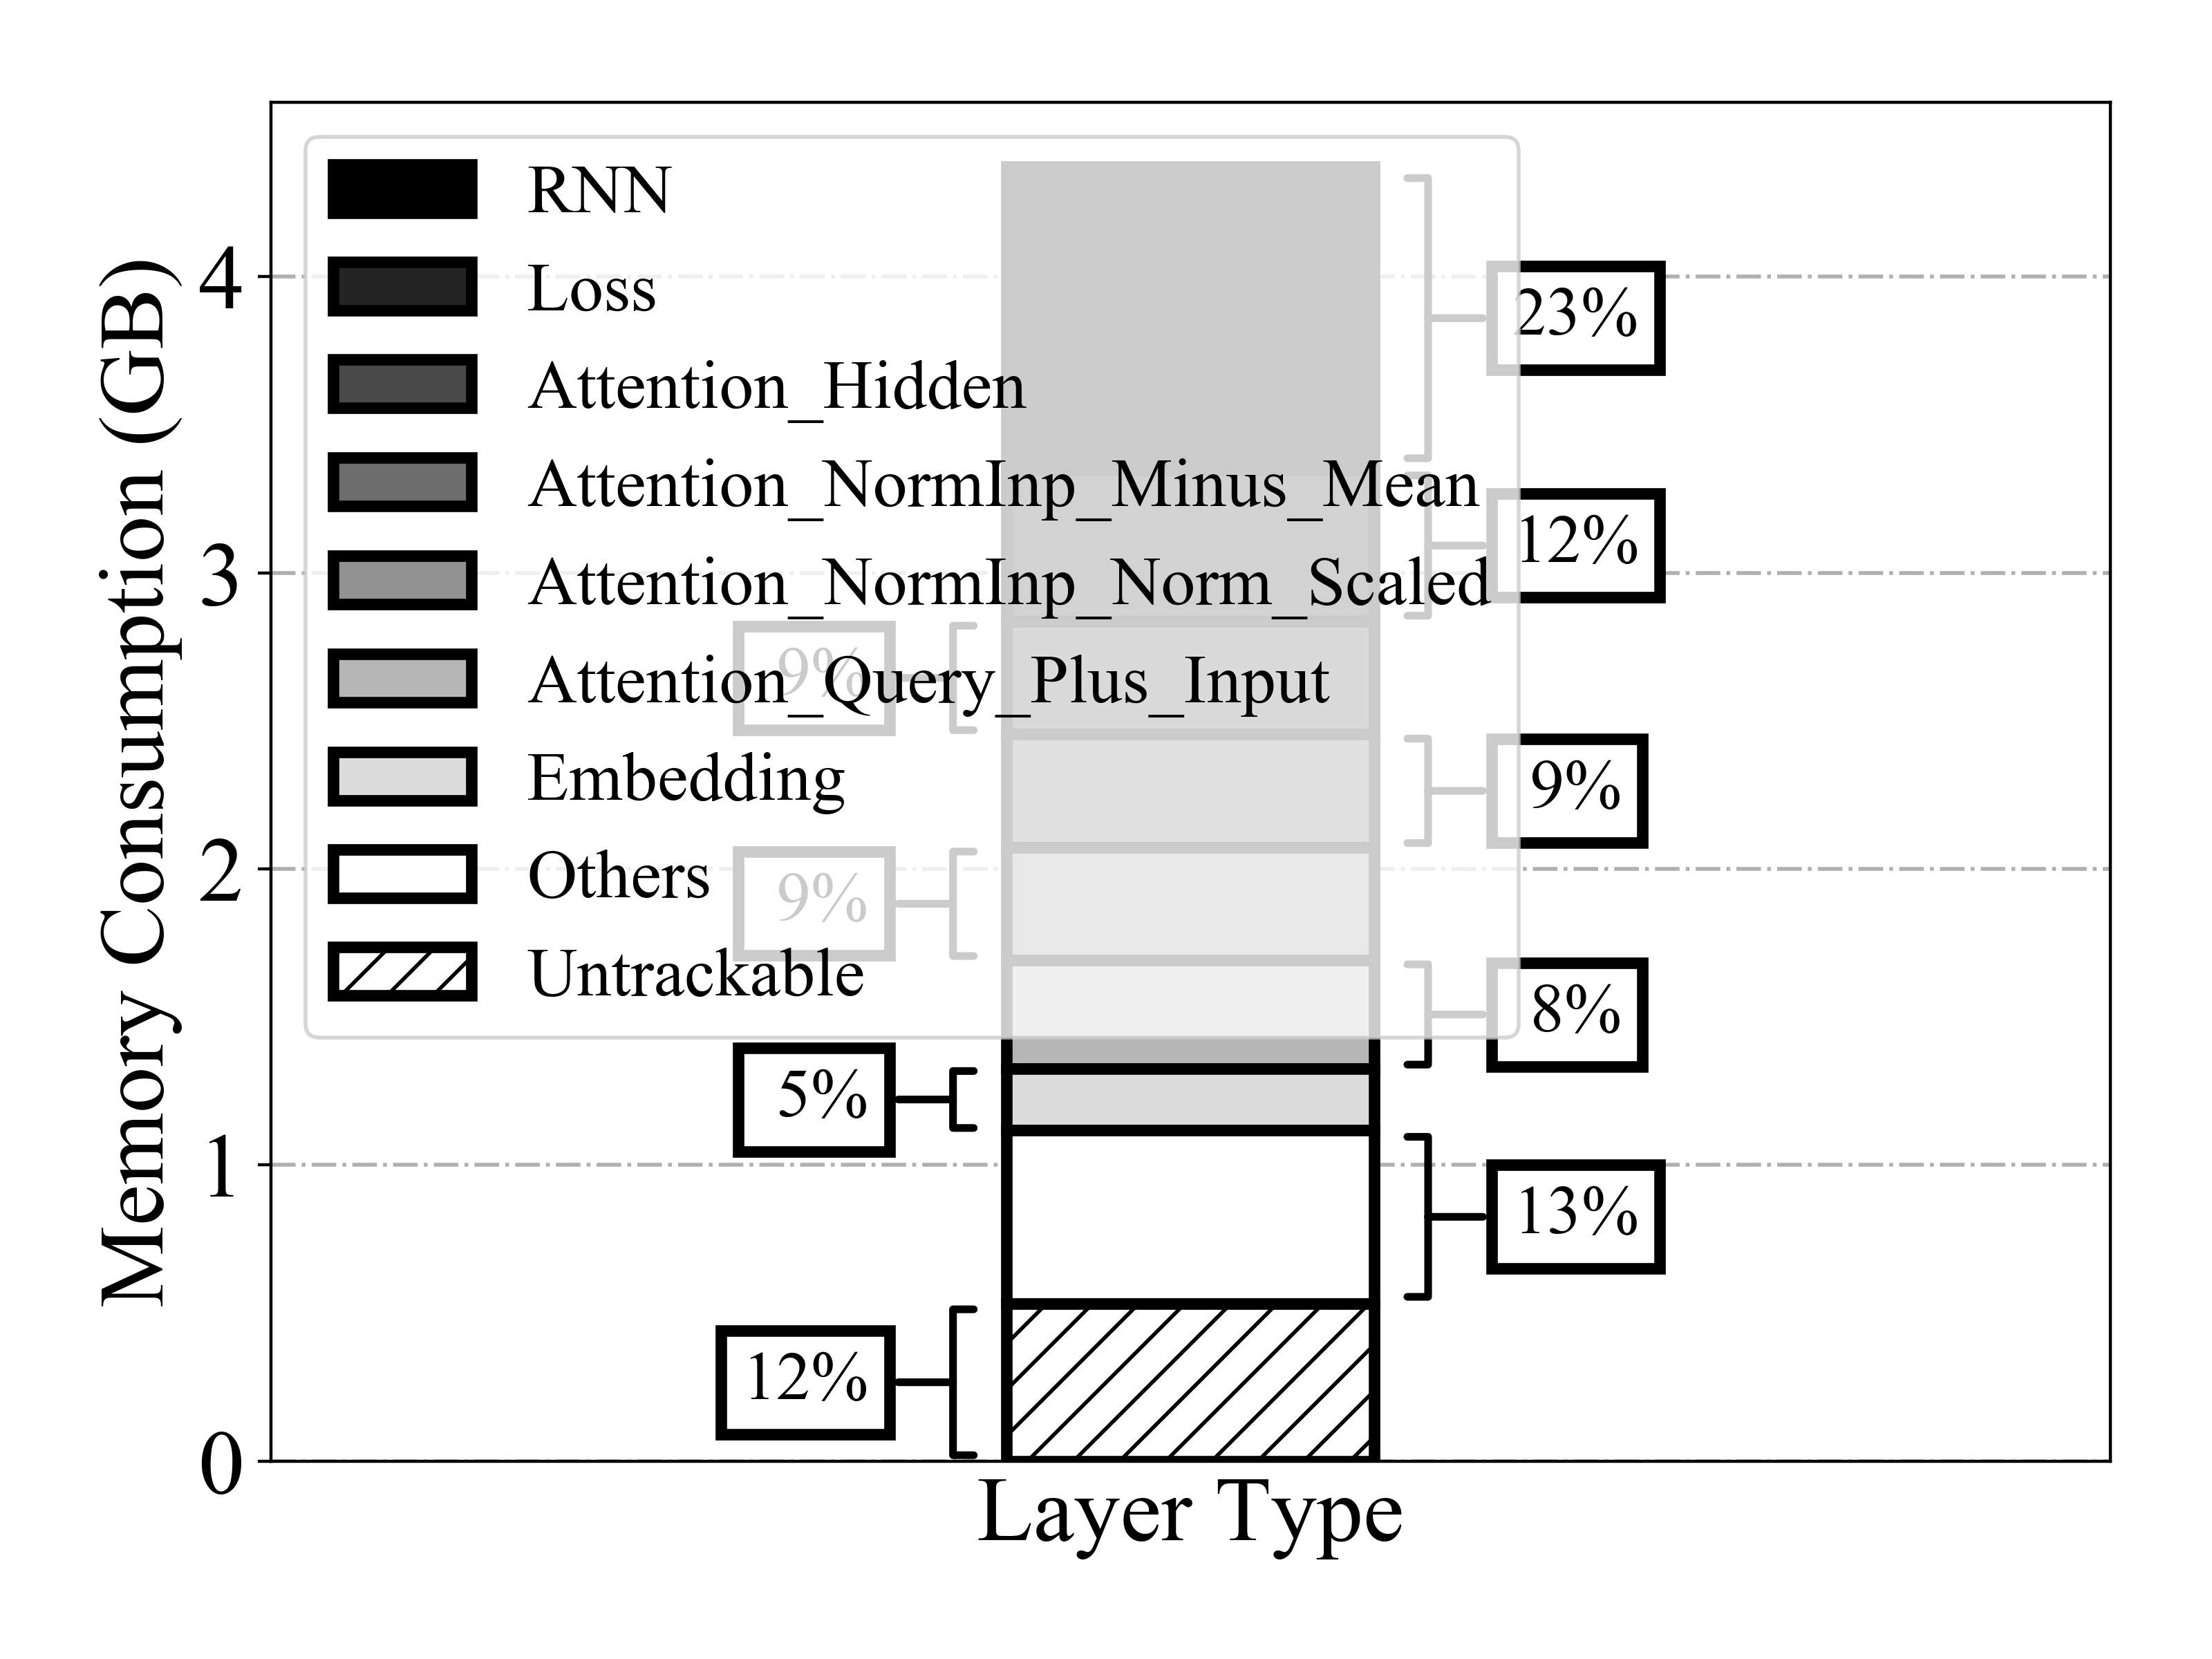 Memory Consumption (GB)
4
3
2
1
0
RNN
Loss
Attention_Hidden
Attention_NormInp_Minus_Mean
Attention_NormInp_Norm_Scaled
Attention_Query_Plus_Input
Embedding
Others
Untrackable
23%
12%
9%
9%
9%
8%
5%
13%
12%
Layer Type